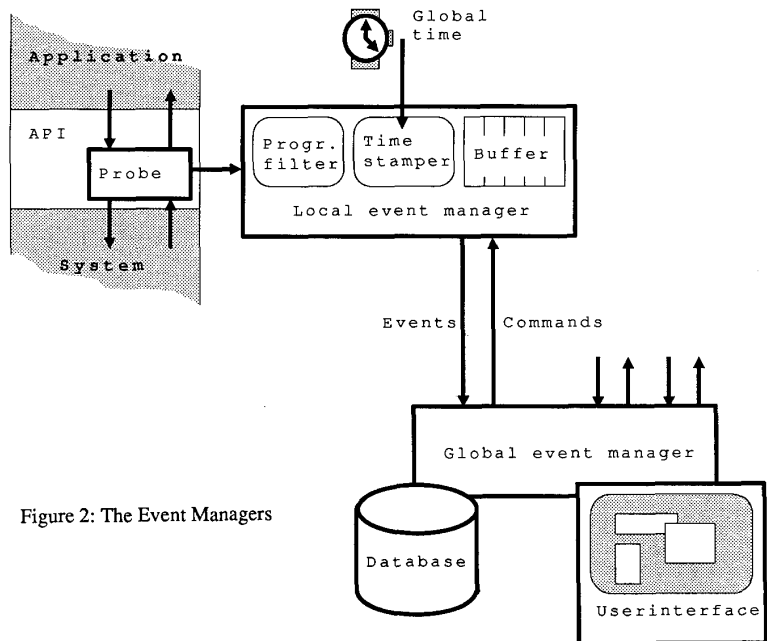 Global
time
Application
API
Probe
System
Progr.
filter
Time
stamper
Buffer
Local event manager
Events
Commands
Global event manager
Database
Userinterface
Figure 2: The Event Managers